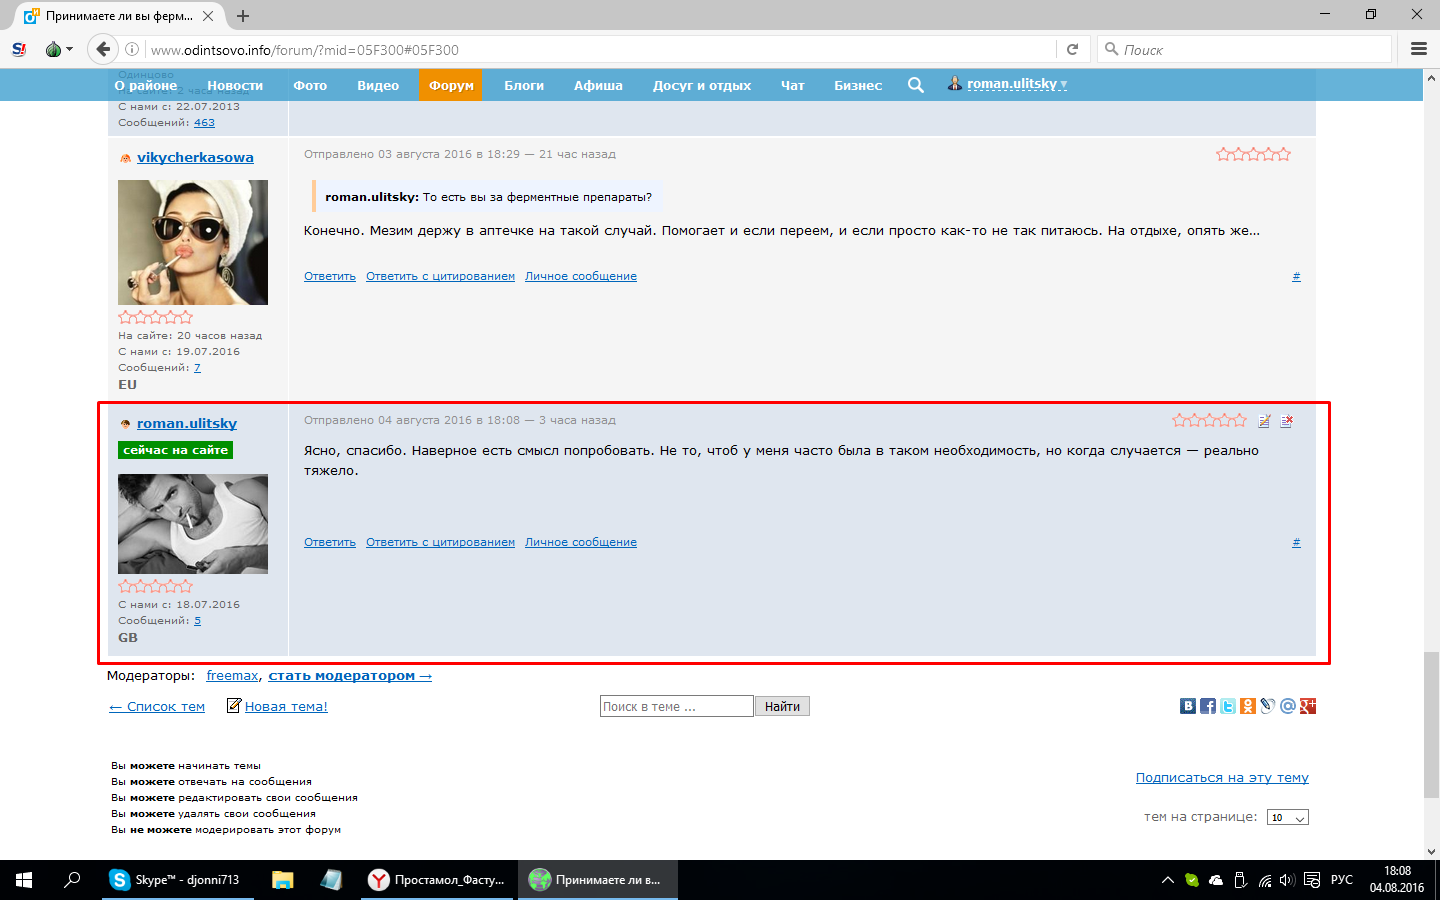 Принимаете ли вы ферм...
www.odintsovo.info/forum/?mid=05F300#05F300
Поиск
Одинцово
О районе Новости Фото Видео Форум Блоги Афиша Досуг и отдых Чат Бизнес roman.ulitsky
На сайте: 2 часа назад
С нами с: 22.07.2013
Сообщений: 463
vikycherkasowa
Отправлено 03 августа 2016 в 18:29 — 21 час назад
roman.ulitsky: То есть вы за ферментные препараты?
Конечно. Мезим держу в аптечке на такой случай. Помогает и если переем, и если просто как-то не так питаюсь. На отдыхе, опять же...
Ответить Ответить с цитированием Личное сообщение #
На сайте: 20 часов назад
С нами с: 19.07.2016
Сообщений: 7
EU
roman.ulitsky
сейчас на сайте
Отправлено 04 августа 2016 в 18:08 — 3 часа назад
Ясно, спасибо. Наверное есть смысл попробовать. Не то, чтоб у меня часто была в таком необходимость, но когда случается — реально
тяжело.
Ответить Ответить с цитированием Личное сообщение #
С нами с: 18.07.2016
Сообщений: 5
GB
Модераторы: freemax, стать модератором →
← Список тем Новая тема! Поиск в теме ... Найти
Вы можете начинать темы
Вы можете отвечать на сообщения
Вы можете редактировать свои сообщения
Вы можете удалять свои сообщения
Вы не можете модерировать этот форум
Подписаться на эту тему
тем на странице: 10
Skype™ - djonni713 Простамол_Фасту... Принимаете ли в... РУС 18:08
04.08.2016